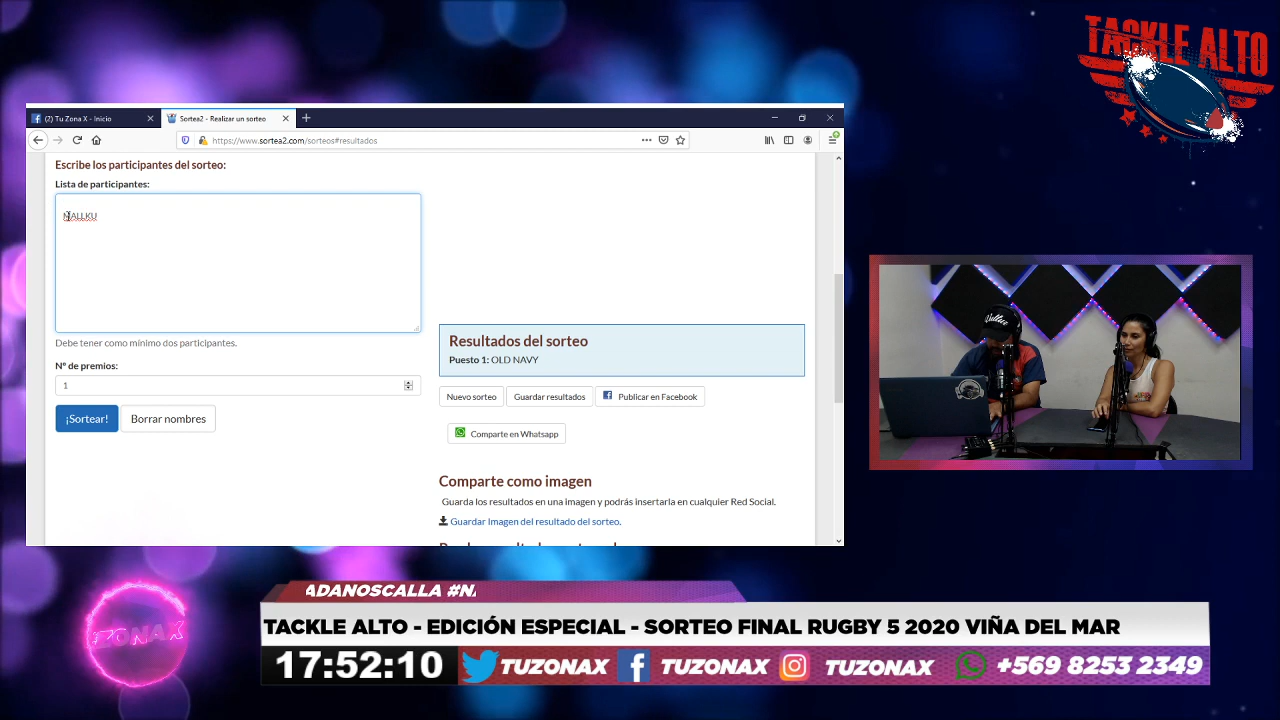 TACKLE ALTO
(2) Tu Zona X - Inicio
Sortea2 - Realizar un sorteo
https://www.sortea2.com/sorteos#resultados
Escribe los participantes del sorteo:
Lista de participantes:
MALLKU
Debe tener como mínimo dos participantes.
Nº de premios:
1
¡Sortear!
Borrar nombres
Resultados del sorteo
Puesto 1: OLD NAVY
Nuevo sorteo
Guardar resultados
Publicar en Facebook
Comparte en Whatsapp
Comparte como imagen
Guarda los resultados en una imagen y podrás insertarla en cualquier Red Social.
Guardar Imagen del resultado del sorteo.
Wallace
ADANOSCALLA #N
TACKLE ALTO - EDICIÓN ESPECIAL - SORTEO FINAL RUGBY 5 2020 VIÑA DEL MAR
17:52:10
TUZONAX
TUZONAX
TUZONAX
+569 8253 2349